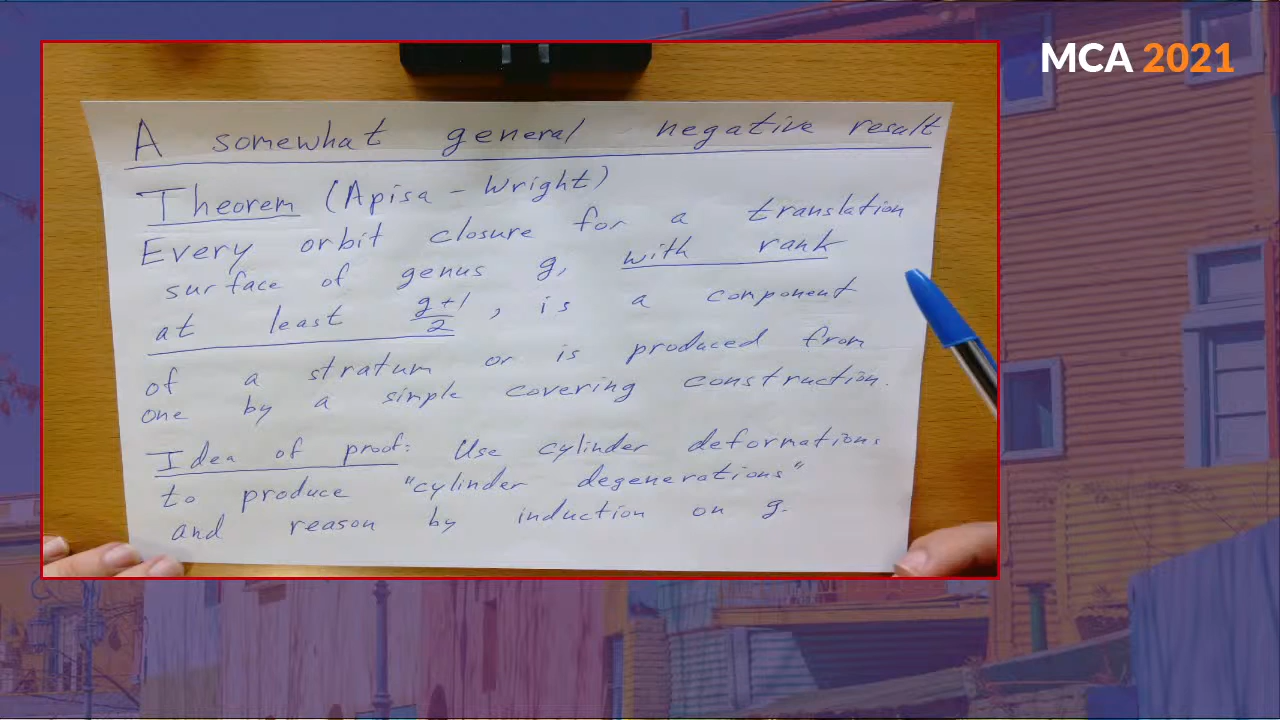 MCA 2021
A somewhat general negative result
Theorem (Apisa - Wright)
Every orbit closure for a translation
surface of genus g, with rank
at least g+1/2, is a component
of a stratum or is produced from
one by a simple covering construction.
Idea of proof: Use cylinder deformations
to produce "cylinder degenerations"
and reason by induction on g.